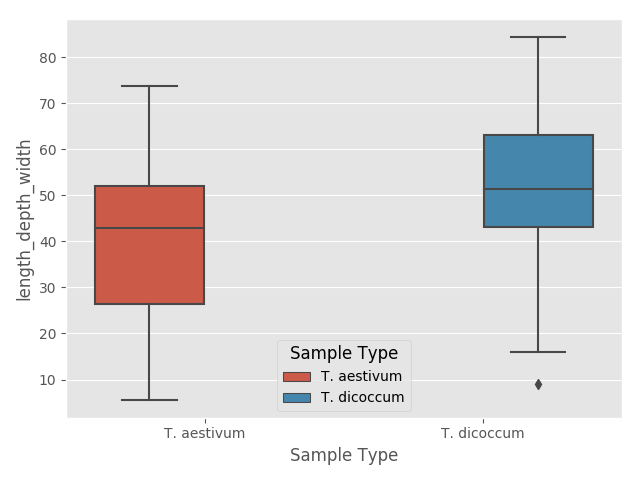 length_depth_width
80
70
60
50
40
30
20
10
Sample Type
T. aestivum
T. dicoccum
T. aestivum
T. dicoccum
Sample Type